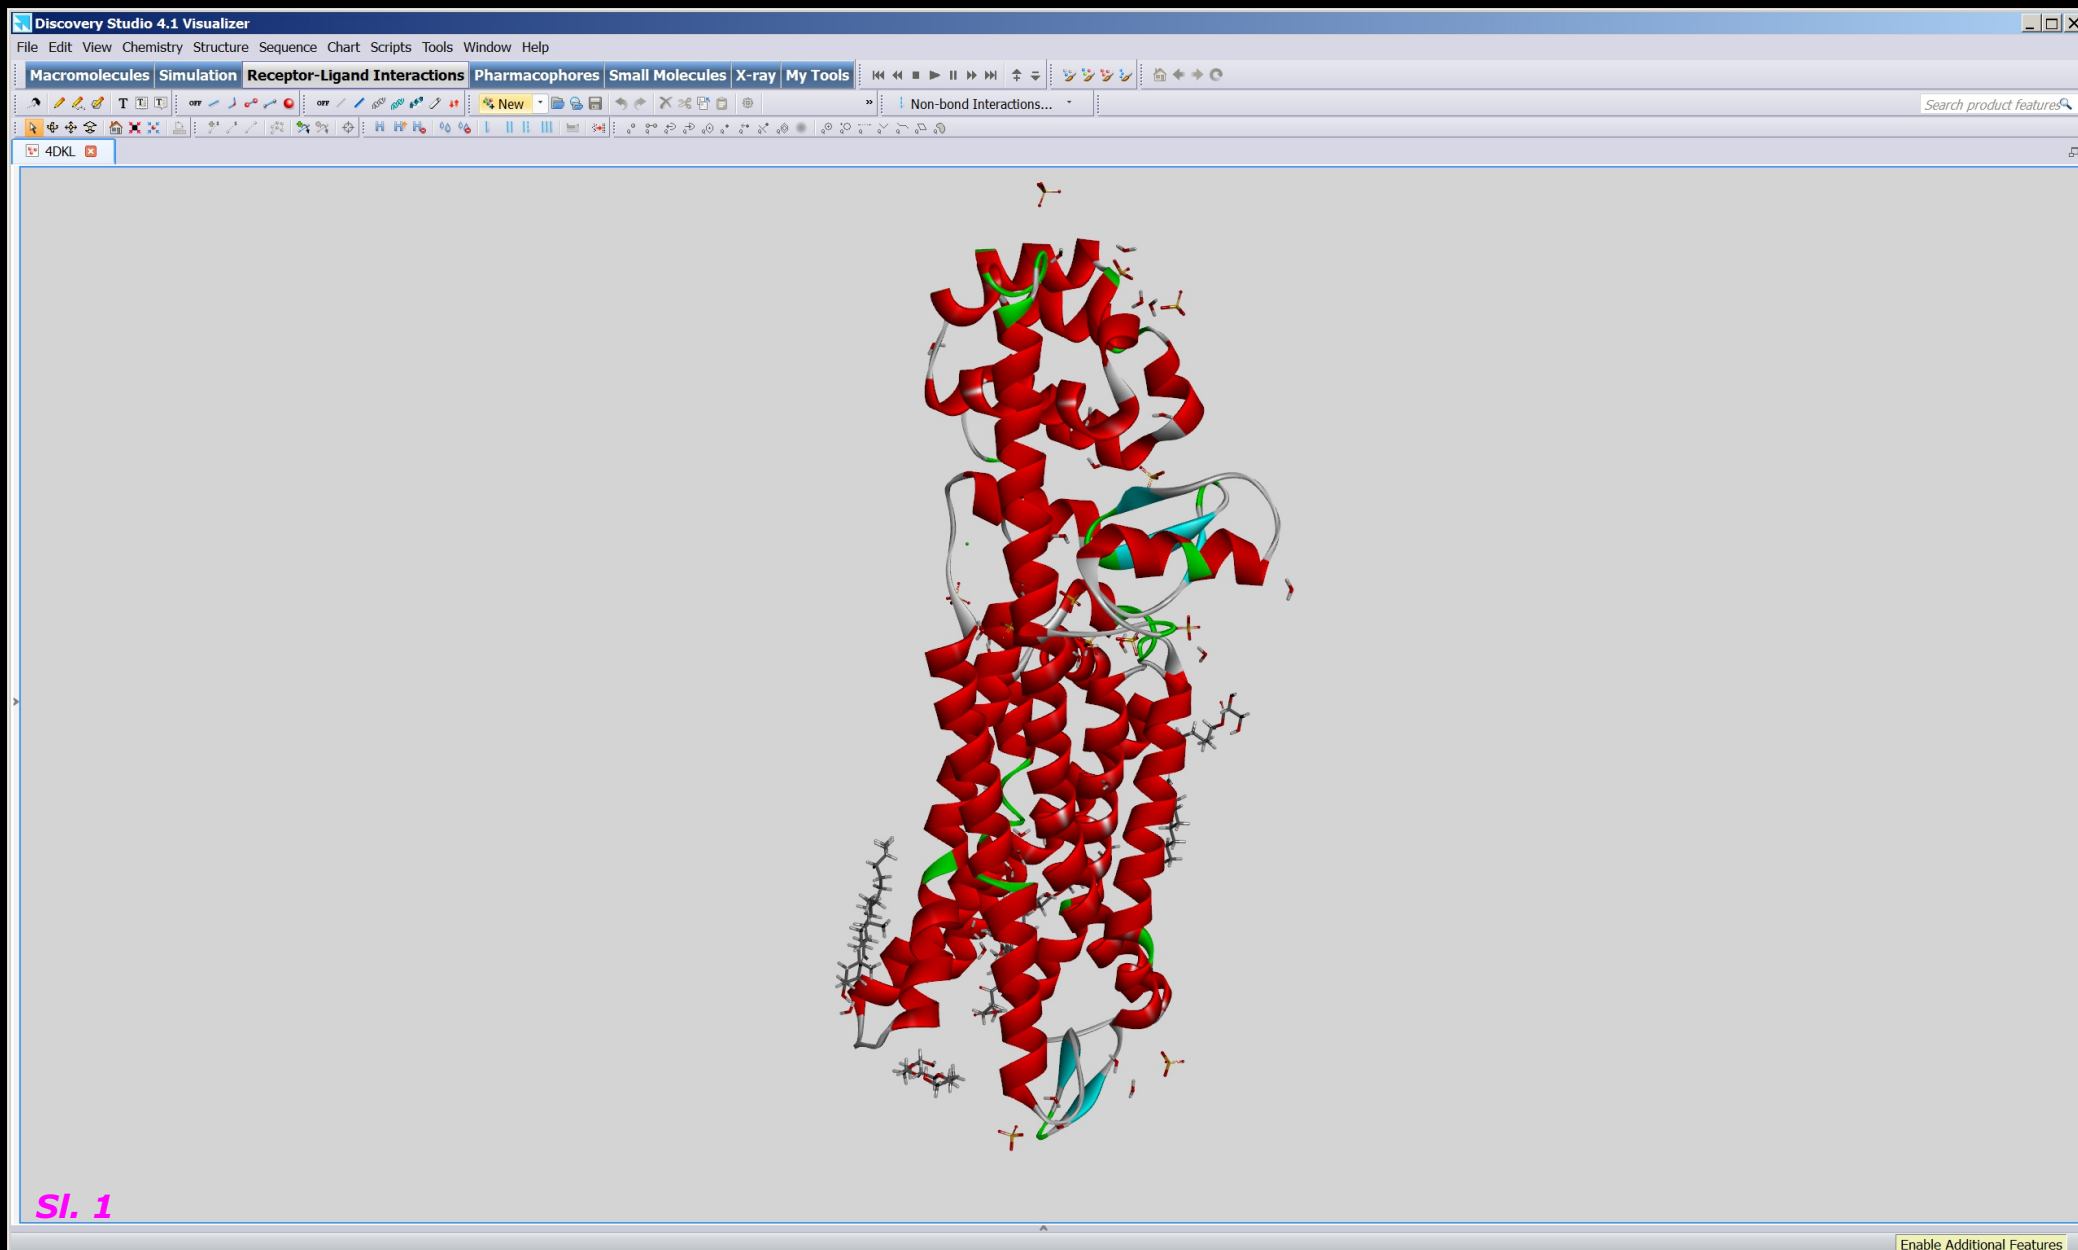 Discovery Studio 4.1 Visualizer
File Edit View Chemistry Structure Sequence Chart Scripts Tools Window Help
Macromolecules Simulation Receptor-Ligand Interactions Pharmacophores Small Molecules X-ray My Tools
T T T OFF OFF New » Non-bond Interactions... Search product features
H H H
4DKL
Sl. 1
Enable Additional Features